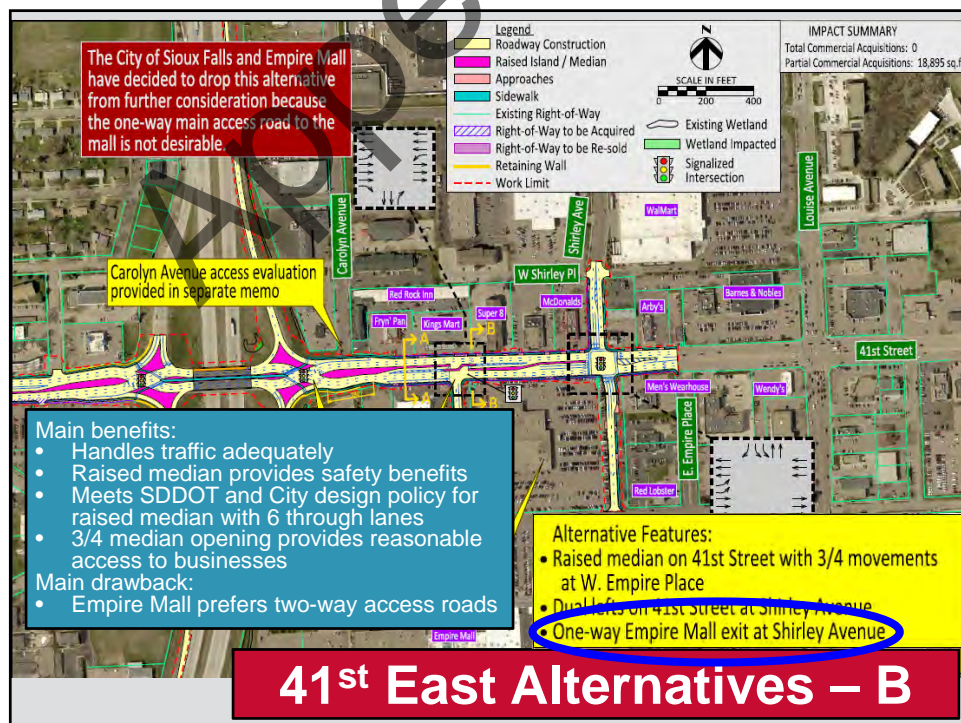 The City of Sioux Falls and Empire Mall
have decided to drop this alternative
from further consideration because
the one-way main access road to the
mall is not desirable.
Appe
Legend
Roadway Construction
Raised Island / Median
Approaches
Sidewalk
Existing Right-of-Way
Right-of-Way to be Acquired
Right-of-Way to be Re-sold
Retaining Wall
Work Limit
N
SCALE IN FEET
0 200 400
Existing Wetland
Wetland Impacted
Signalized
Intersection
IMPACT SUMMARY
Total Commercial Acquisitions: 0
Partial Commercial Acquisitions: 18,895 sq.f
Carolyn Avenue
Shirley Ave
WalMart
Louise Avenue
W Shirley Pl
Carolyn Avenue access evaluation
provided in separate memo
Red Rock Inn
Fryn' Pan
Kings Mart
Super 8
McDonalds
Arby's
Barnes & Nobles
A
B
41st Street
A
B
Men's Wearhouse
Wendy's
E. Empire Place
Red Lobster
Empire Mall
Main benefits:
• Handles traffic adequately
• Raised median provides safety benefits
• Meets SDDOT and City design policy for
raised median with 6 through lanes
• 3/4 median opening provides reasonable
access to businesses
Main drawback:
• Empire Mall prefers two-way access roads
Alternative Features:
• Raised median on 41st Street with 3/4 movements
at W. Empire Place
• Dual lefts on 41st Street at Shirley Avenue
• One-way Empire Mall exit at Shirley Avenue
41st East Alternatives – B